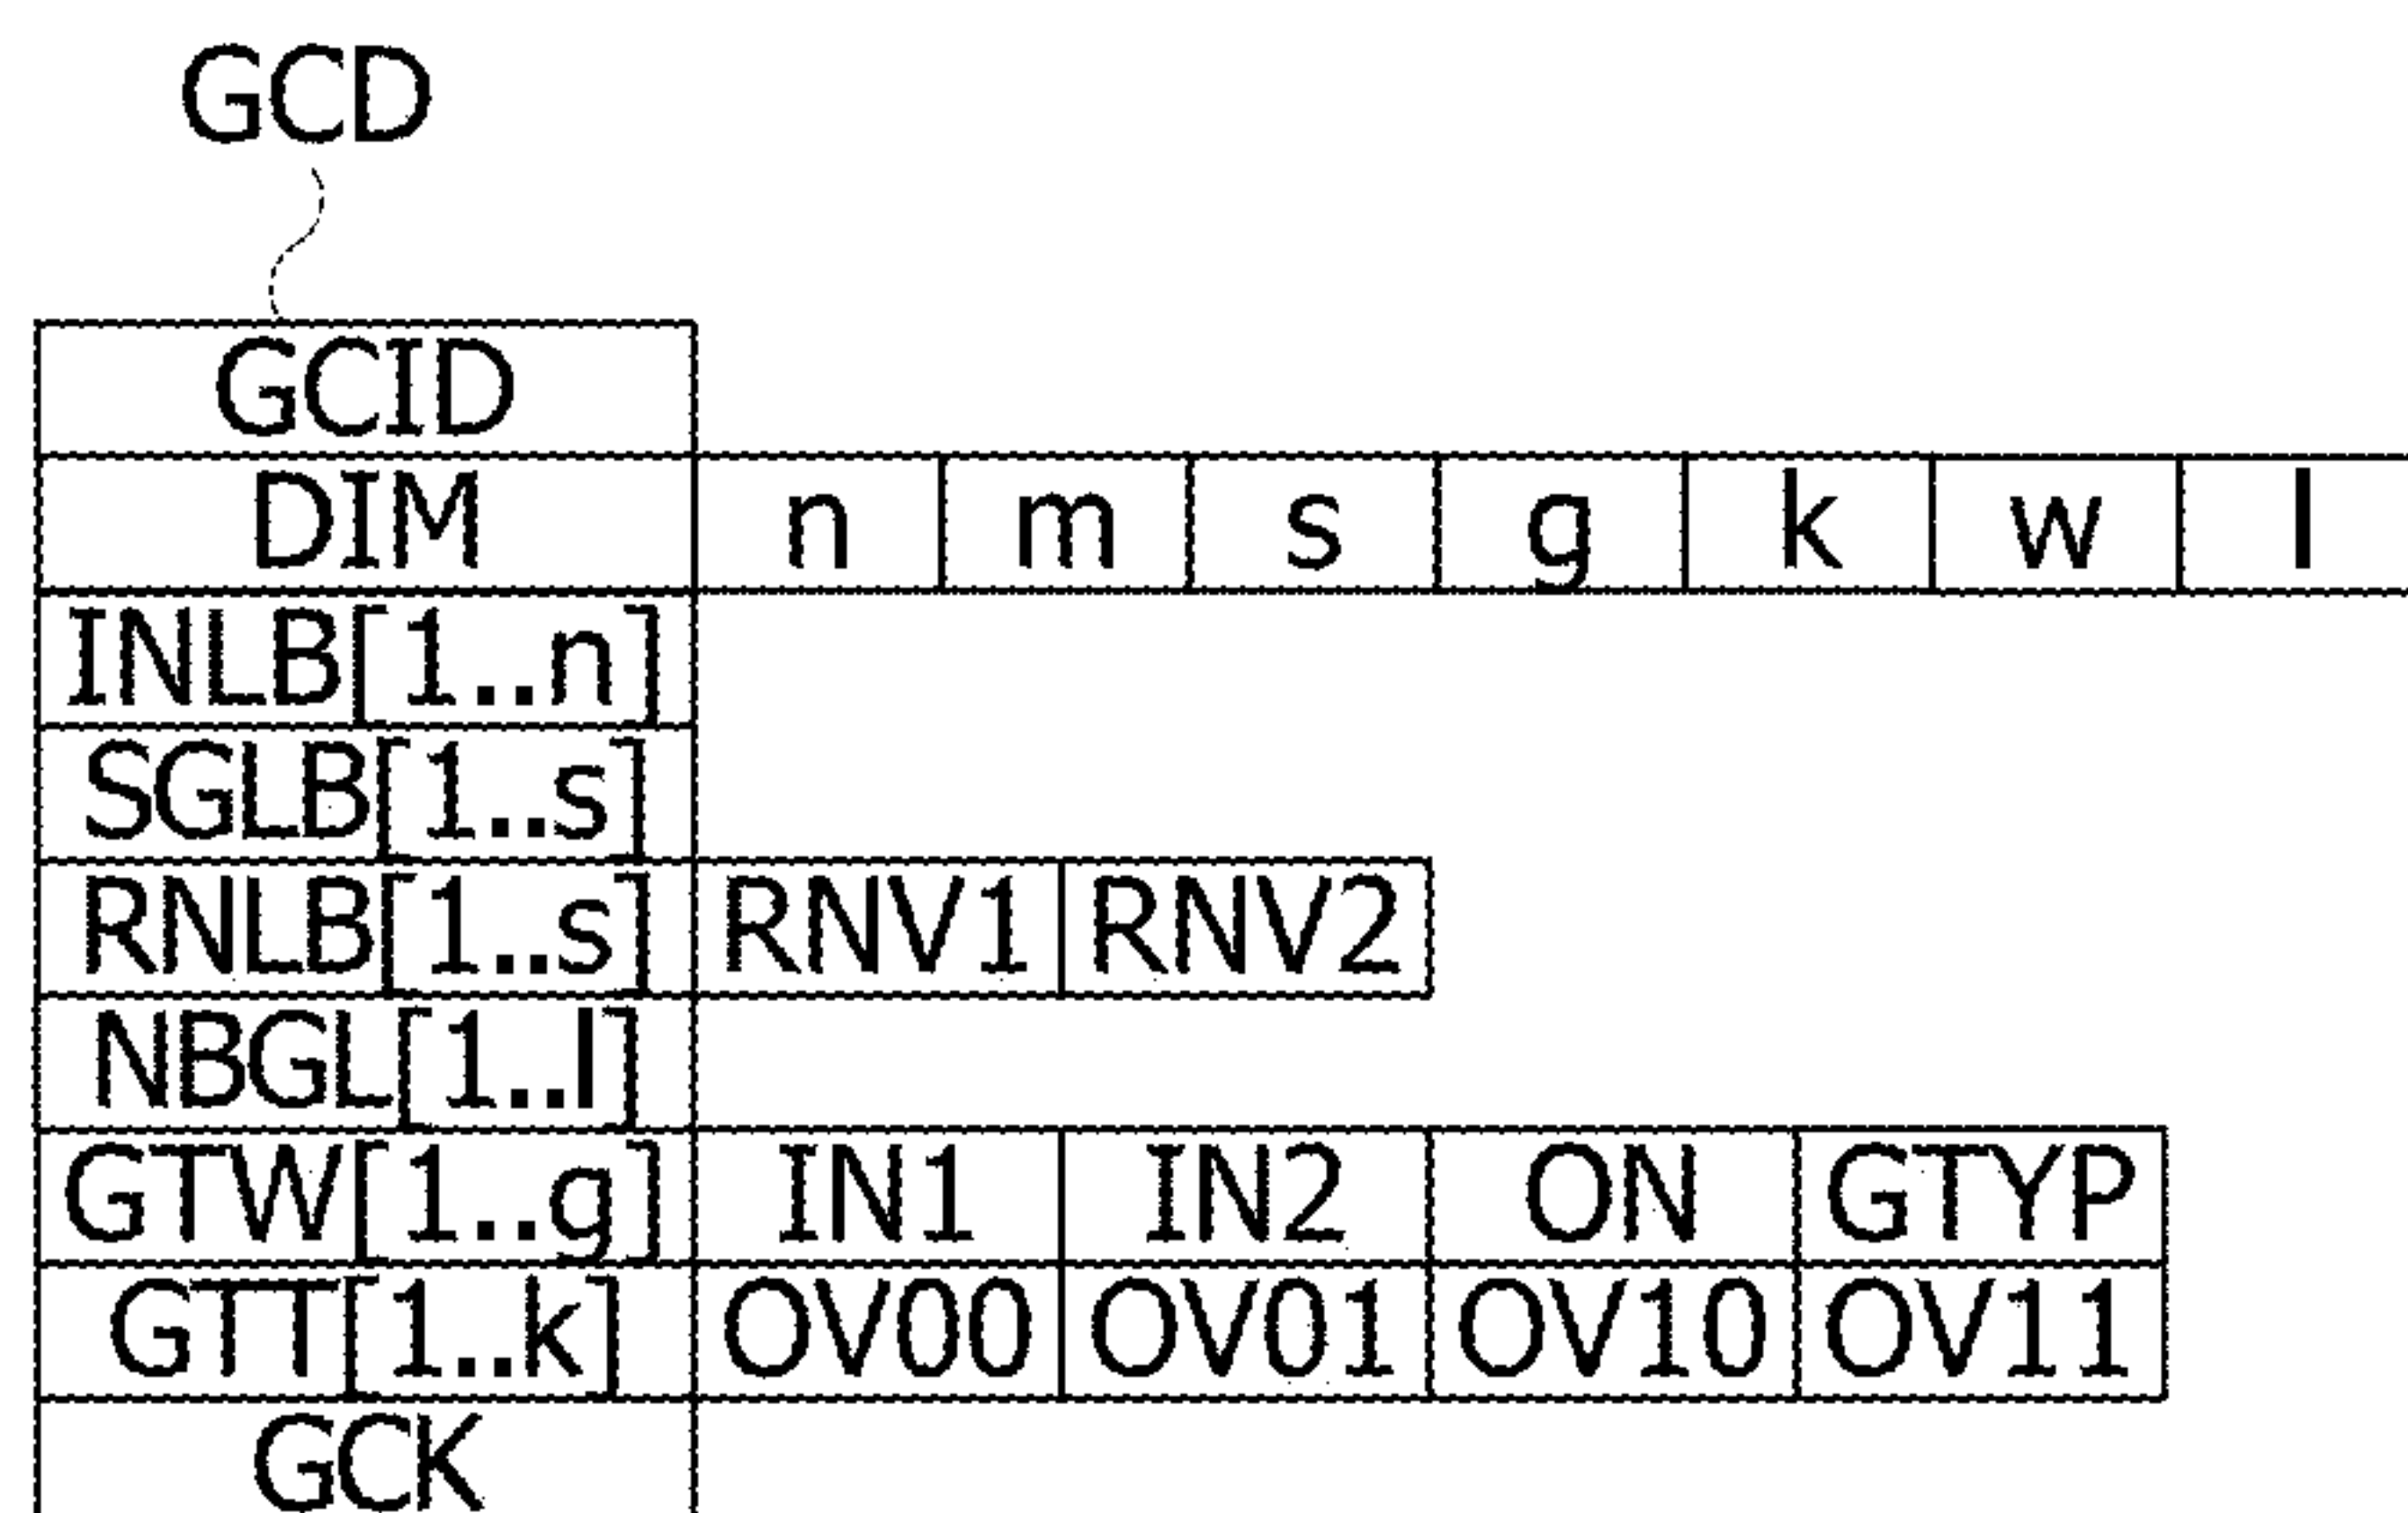 GCD
GCID
DIM n m s g k w l
INLB[1..n]
SGLB[1..s]
RNLB[1..s] RNV1 RNV2
NBGL[1..l]
GTW[1..g] IN1 IN2 ON GTYP
GTT[1..k] OV00 OV01 OV10 OV11
GCK